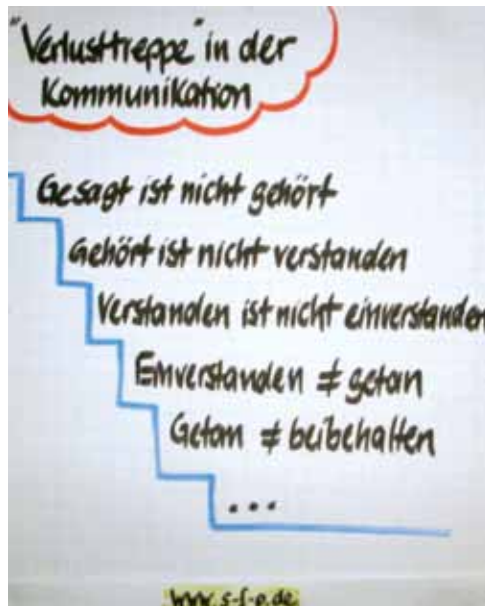 "Verlusttreppe" in der
Kommunikation
Gesagt ist nicht gehört
Gehört ist nicht verstanden
Verstanden ist nicht einverstanden
Einverstanden ≠ getan
Getan ≠ beibehalten
...
www.s-f-p.de